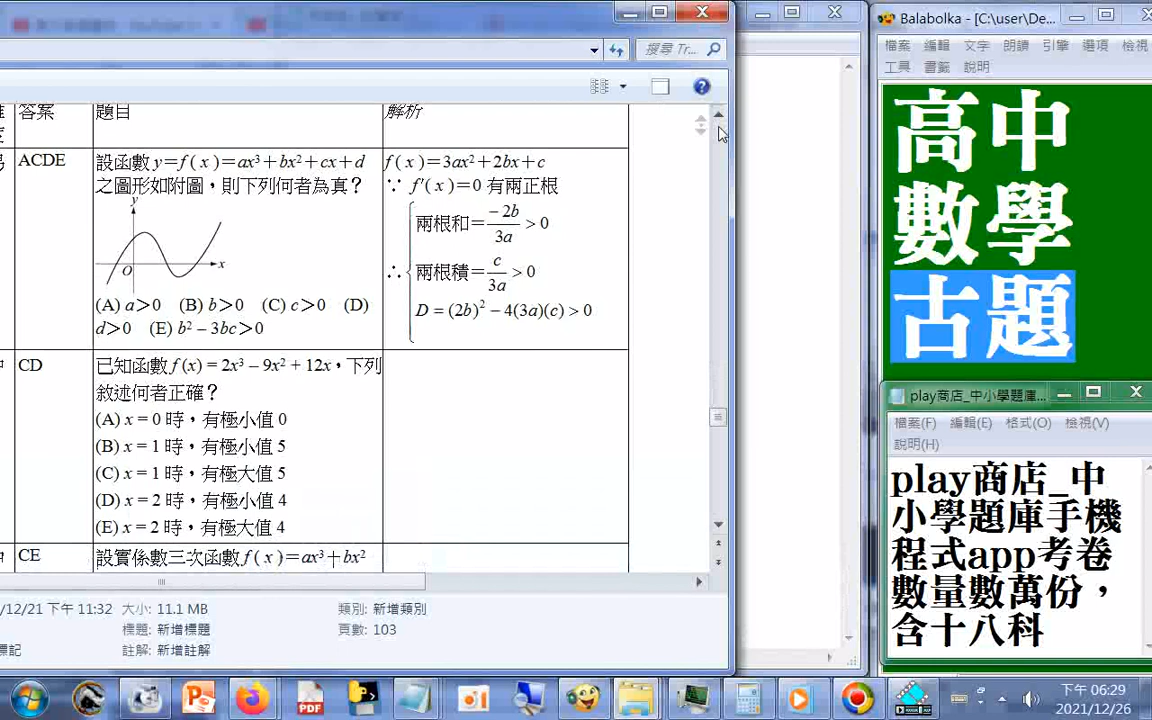 搜尋 Tr...
Balabolka - [C:\user\De...
檔案 編輯 文字 朗讀 引擎 選項 檢視
工具 書籤 說明
高中
數學
古題
答案 題目 解析
度
易 ACDE 設函數 y=f ( x )=ax³+bx²+cx+d
之圖形如附圖，則下列何者為真？
y
O x
(A) a＞0 (B) b＞0 (C) c＞0 (D)
d＞0 (E) b² – 3bc＞0
f ( x )=3ax²+2bx+c
∵ f′( x )=0 有兩正根
兩根和=−2b/3a > 0
∴ 兩根積=c/3a > 0
D = (2b)² − 4(3a)(c) > 0
中 CD 已知函數 f (x) = 2x³ – 9x² + 12x，下列
敘述何者正確？
(A) x = 0 時，有極小值 0
(B) x = 1 時，有極小值 5
(C) x = 1 時，有極大值 5
(D) x = 2 時，有極小值 4
(E) x = 2 時，有極大值 4
中 CE 設實係數三次函數 f ( x )=ax³+bx²
/12/21 下午 11:32 大小: 11.1 MB 類別: 新增類別
標題: 新增標題 頁數: 103
標記 註解: 新增註解
play商店_中小學題庫...
檔案(F) 編輯(E) 格式(O) 檢視(V)
說明(H)
play商店_中
小學題庫手機
程式app考卷
數量數萬份，
含十八科
PDF
下午 06:29
2021/12/26